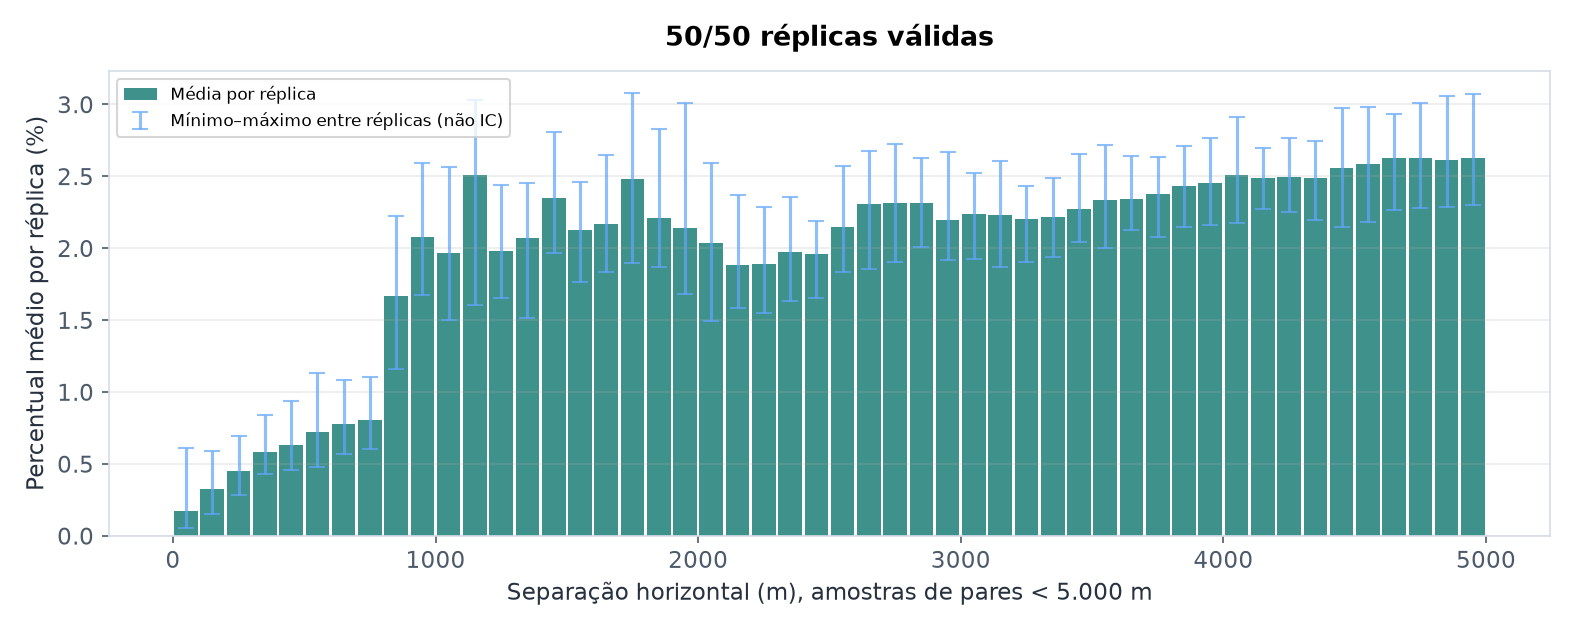 50/50 réplicas válidas
Média por réplica
Mínimo–máximo entre réplicas (não IC)
Percentual médio por réplica (%)
3.0
2.5
2.0
1.5
1.0
0.5
0.0
0 1000 2000 3000 4000 5000
Separação horizontal (m), amostras de pares < 5.000 m